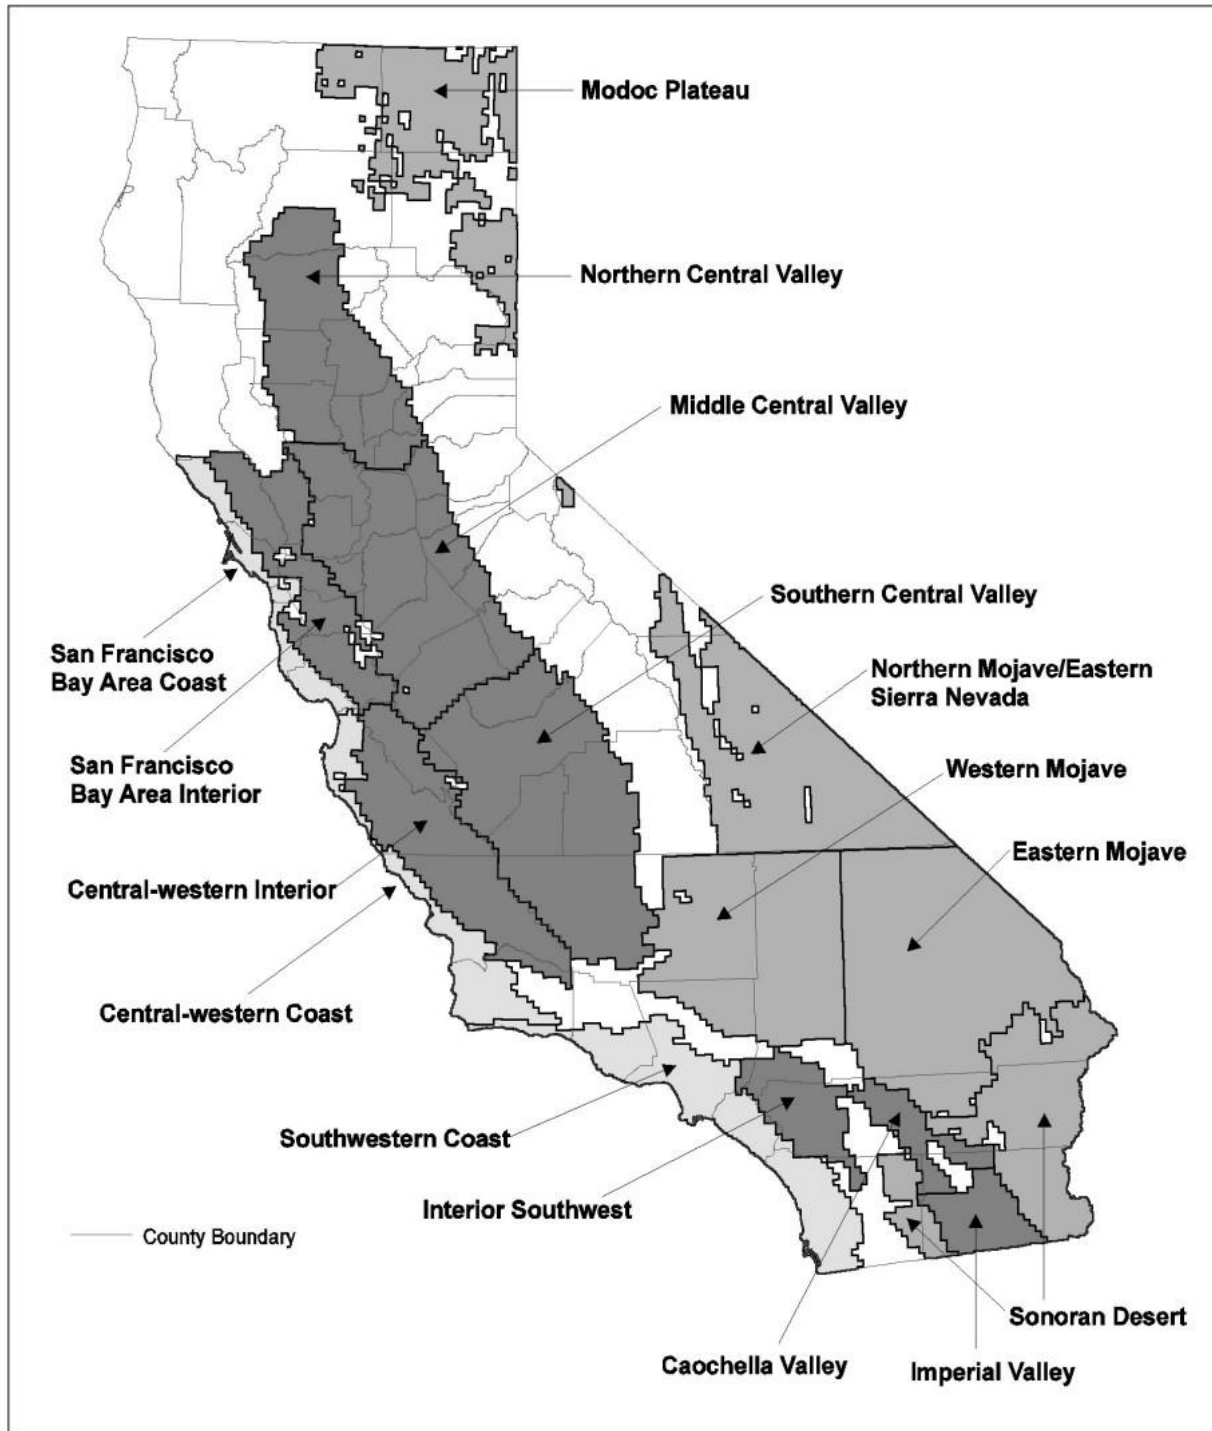 Modoc Plateau
Northern Central Valley
Middle Central Valley
Southern Central Valley
San Francisco
Bay Area Coast
Northern Mojave/Eastern
Sierra Nevada
San Francisco
Bay Area Interior
Western Mojave
Eastern Mojave
Central-western Interior
Central-western Coast
Southwestern Coast
Interior Southwest
County Boundary
Sonoran Desert
Caochella Valley
Imperial Valley